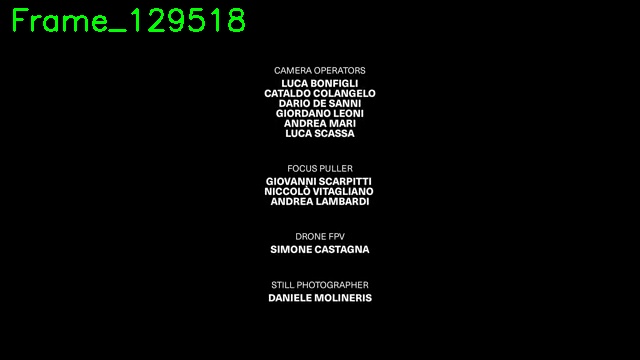 Frame_129518
CAMERA OPERATORS
LUCA BONFIGLI
CATALDO COLANGELO
DARIO DE SANNI
GIORDANO LEONI
ANDREA MARI
LUCA SCASSA
FOCUS PULLER
GIOVANNI SCARPITTI
NICCOLÒ VITAGLIANO
ANDREA LAMBARDI
DRONE FPV
SIMONE CASTAGNA
STILL PHOTOGRAPHER
DANIELE MOLINERIS